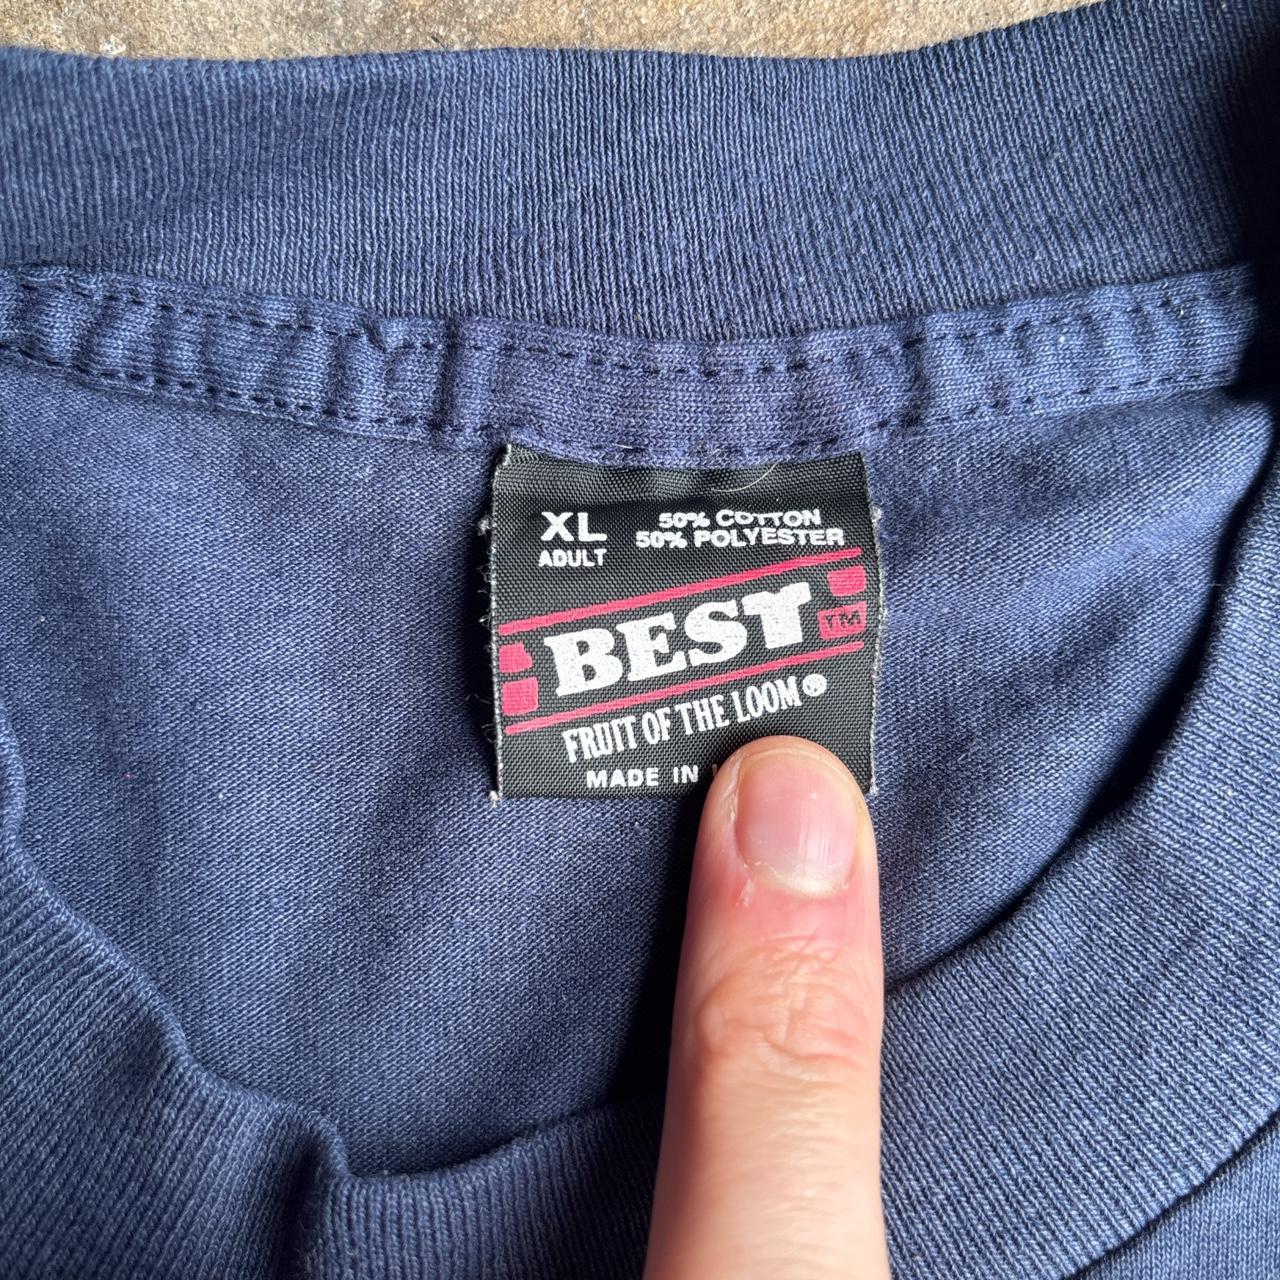 XL
ADULT
50% COTTON
50% POLYESTER
BEST
TM
FRUIT OF THE LOOM®
MADE IN